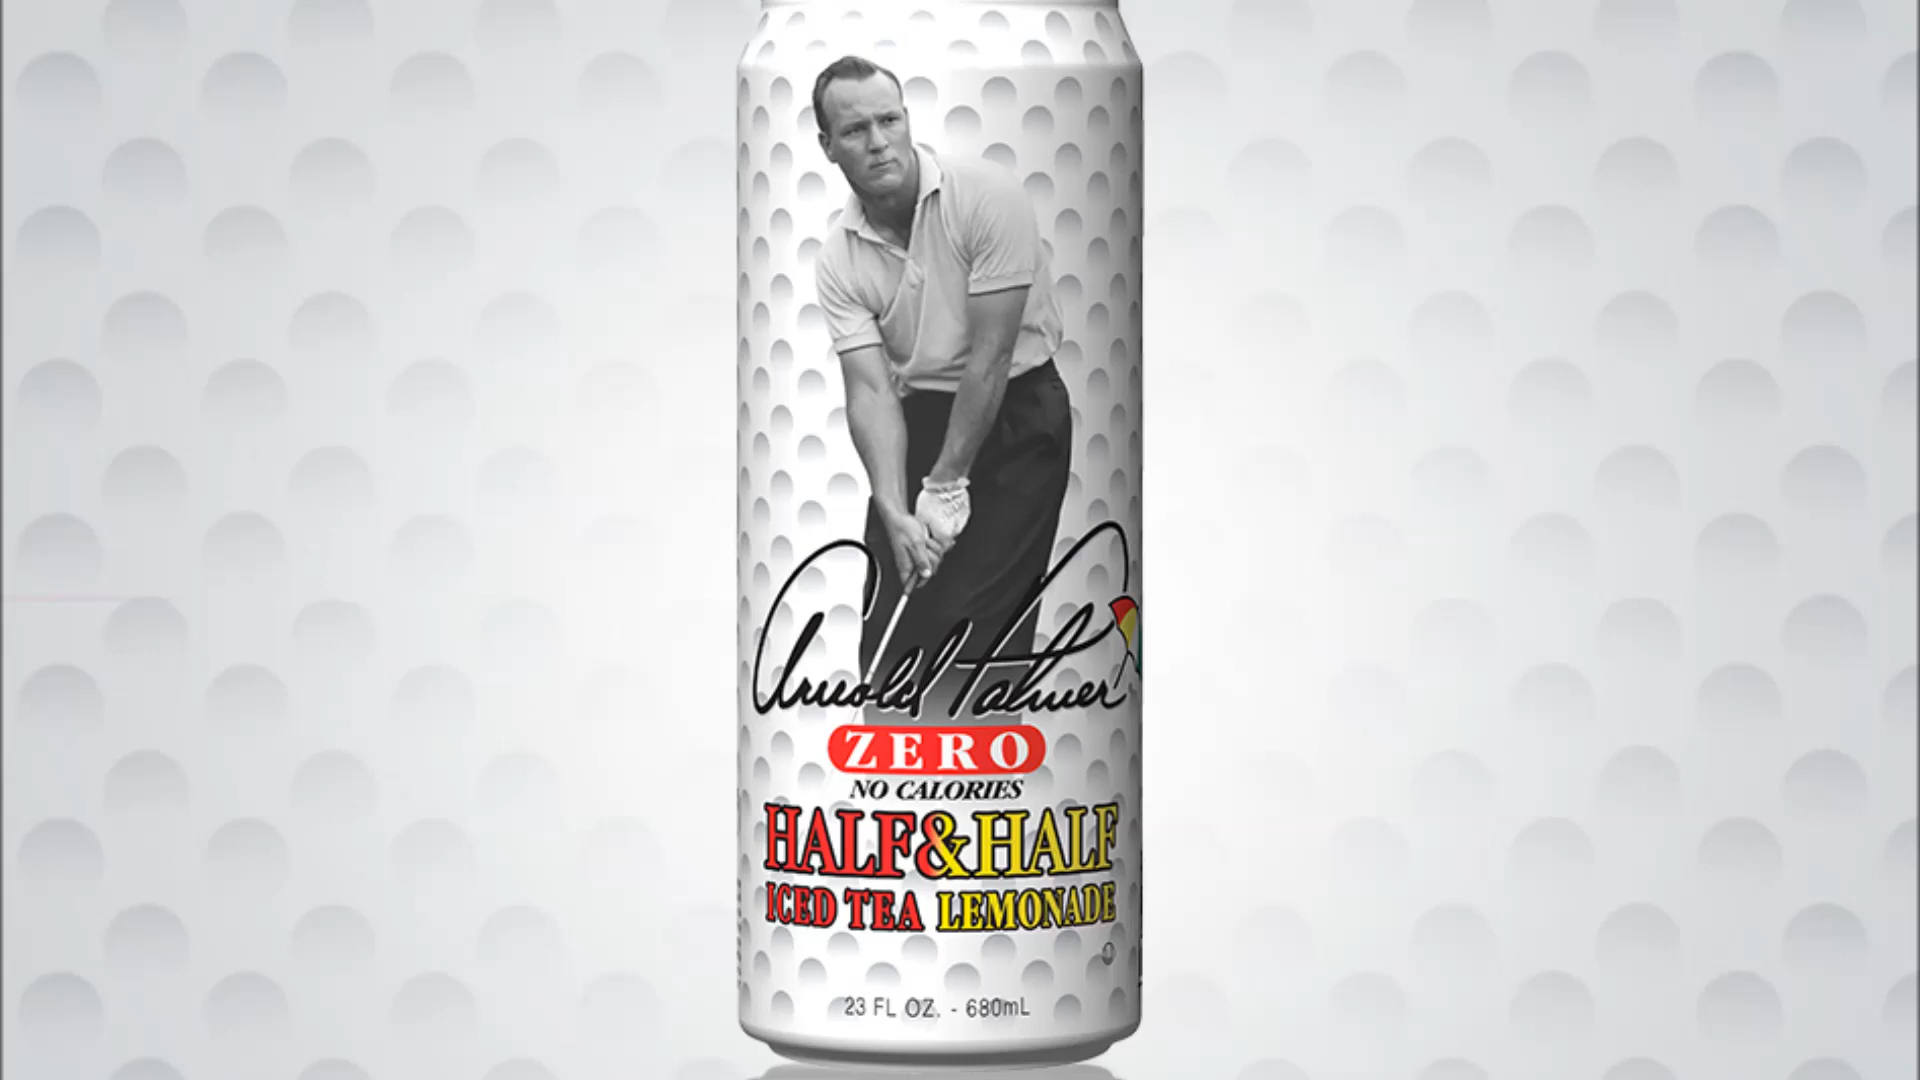 Arnold Palmer
ZERO
NO CALORIES
HALF&HALF
ICED TEA LEMONADE
23 FL OZ. - 680mL